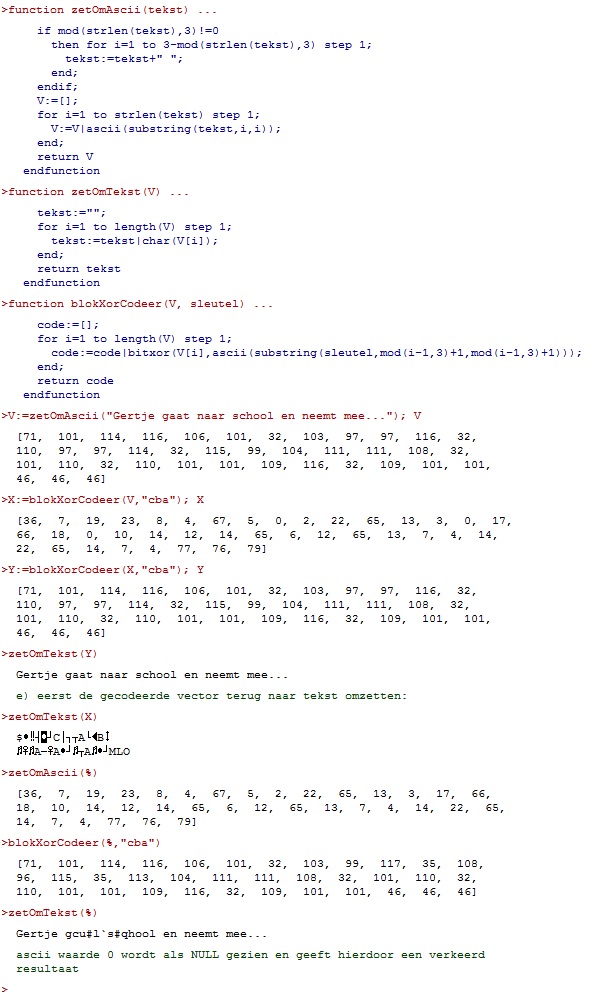 >function zetOmAscii(tekst) ...
if mod(strlen(tekst),3)!=0
then for i=1 to 3-mod(strlen(tekst),3) step 1;
tekst:=tekst+" ";
end;
endif;
V:=[];
for i=1 to strlen(tekst) step 1;
V:=V|ascii(substring(tekst,i,i));
end;
return V
endfunction
>function zetOmTekst(V) ...
tekst:="";
for i=1 to length(V) step 1;
tekst:=tekst|char(V[i]);
end;
return tekst
endfunction
>function blokXorCodeer(V, sleutel) ...
code:=[];
for i=1 to length(V) step 1;
code:=code|bitxor(V[i],ascii(substring(sleutel,mod(i-1,3)+1,mod(i-1,3)+1)));
end;
return code
endfunction
>V:=zetOmAscii("Gertje gaat naar school en neemt mee..."); V
[71, 101, 114, 116, 106, 101, 32, 103, 97, 97, 116, 32,
110, 97, 97, 114, 32, 115, 99, 104, 111, 111, 108, 32,
101, 110, 32, 110, 101, 101, 109, 116, 32, 109, 101, 101,
46, 46, 46]
>X:=blokXorCodeer(V,"cba"); X
[36, 7, 19, 23, 8, 4, 67, 5, 0, 2, 22, 65, 13, 3, 0, 17,
66, 18, 0, 10, 14, 12, 14, 65, 6, 12, 65, 13, 7, 4, 14,
22, 65, 14, 7, 4, 77, 76, 79]
>Y:=blokXorCodeer(X,"cba"); Y
[71, 101, 114, 116, 106, 101, 32, 103, 97, 97, 116, 32,
110, 97, 97, 114, 32, 115, 99, 104, 111, 111, 108, 32,
101, 110, 32, 110, 101, 101, 109, 116, 32, 109, 101, 101,
46, 46, 46]
>zetOmTekst(Y)
Gertje gaat naar school en neemt mee...
e) eerst de gecodeerde vector terug naar tekst omzetten:
>zetOmTekst(X)
>zetOmAscii(%)
[36, 7, 19, 23, 8, 4, 67, 5, 2, 22, 65, 13, 3, 17, 66,
18, 10, 14, 12, 14, 65, 6, 12, 65, 13, 7, 4, 14, 22, 65,
14, 7, 4, 77, 76, 79]
>blokXorCodeer(%,"cba")
[71, 101, 114, 116, 106, 101, 32, 103, 99, 117, 35, 108,
96, 115, 35, 113, 104, 111, 111, 108, 32, 101, 110, 32,
110, 101, 101, 109, 116, 32, 109, 101, 101, 46, 46, 46]
>zetOmTekst(%)
Gertje gcu#l`s#qhool en neemt mee...
ascii waarde 0 wordt als NULL gezien en geeft hierdoor een verkeerd
resultaat
>